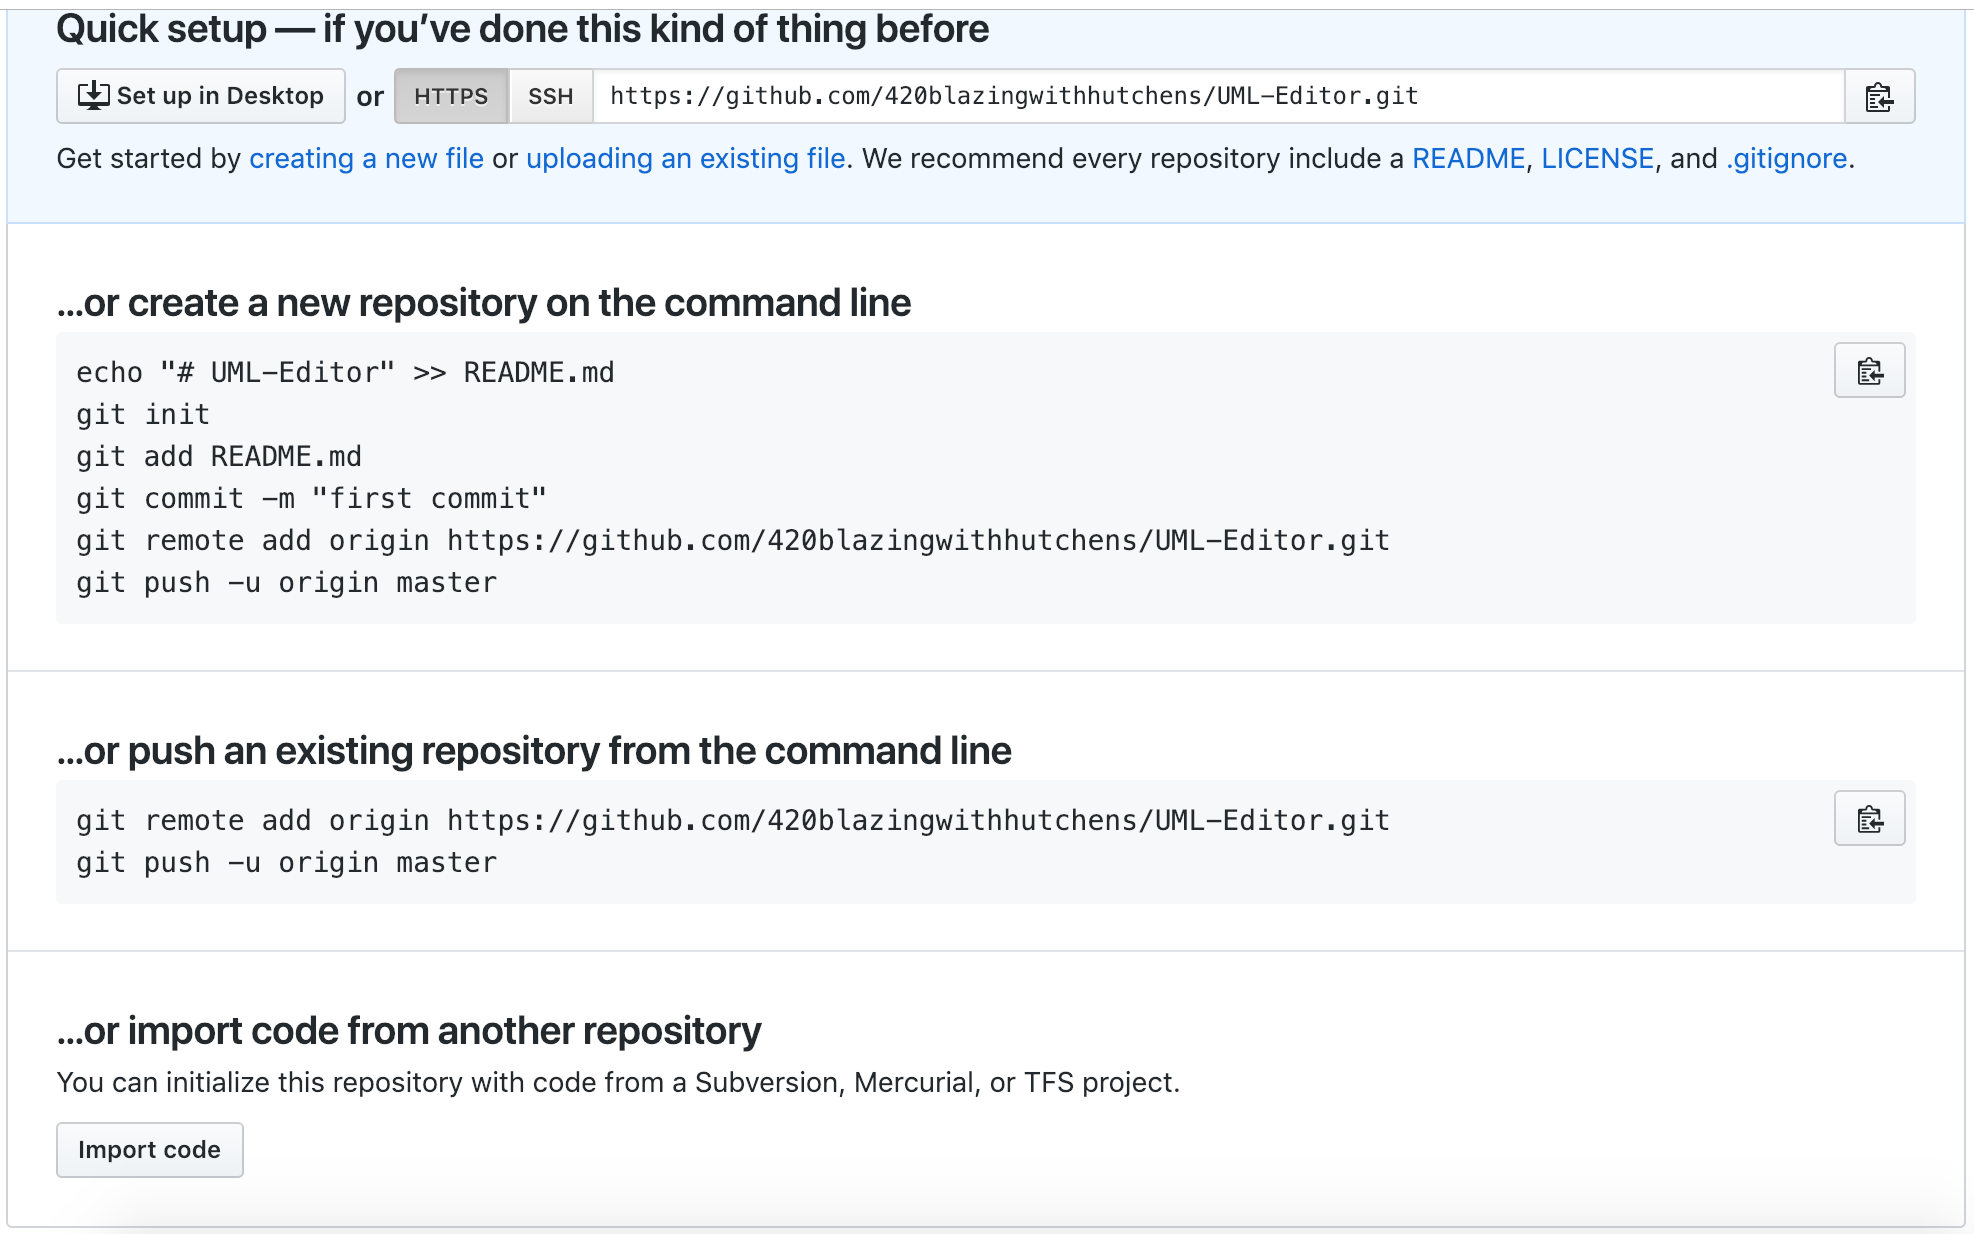 Quick setup — if you’ve done this kind of thing before
Set up in Desktop or HTTPS SSH https://github.com/420blazingwithhutchens/UML-Editor.git
Get started by creating a new file or uploading an existing file. We recommend every repository include a README, LICENSE, and .gitignore.
…or create a new repository on the command line
echo "# UML-Editor" >> README.md
git init
git add README.md
git commit -m "first commit"
git remote add origin https://github.com/420blazingwithhutchens/UML-Editor.git
git push -u origin master
…or push an existing repository from the command line
git remote add origin https://github.com/420blazingwithhutchens/UML-Editor.git
git push -u origin master
…or import code from another repository
You can initialize this repository with code from a Subversion, Mercurial, or TFS project.
Import code